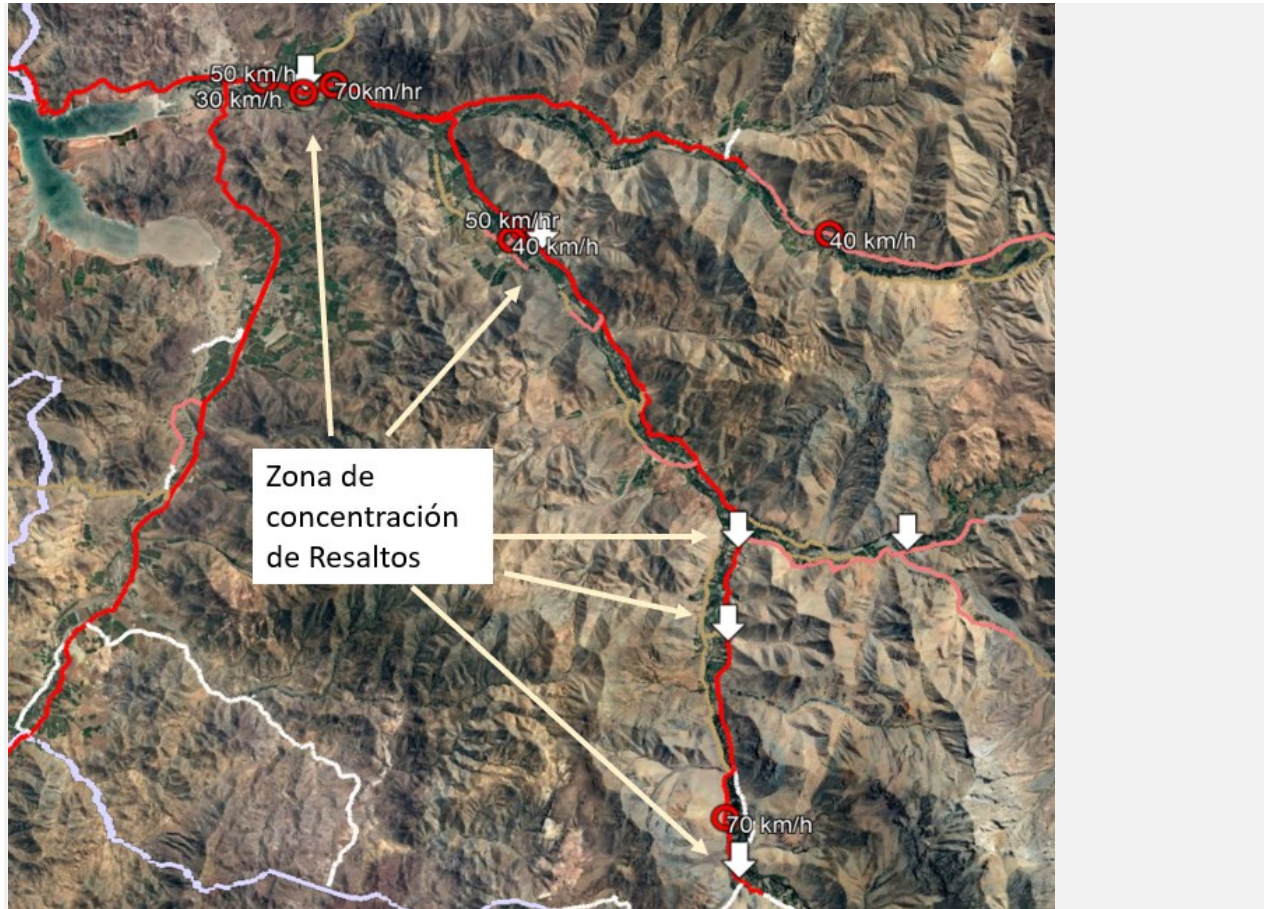 50 km/h
30 km/h
70km/hr
50 km/hr
40 km/h
40 km/h
Zona de
concentración
de Resaltos
70 km/h